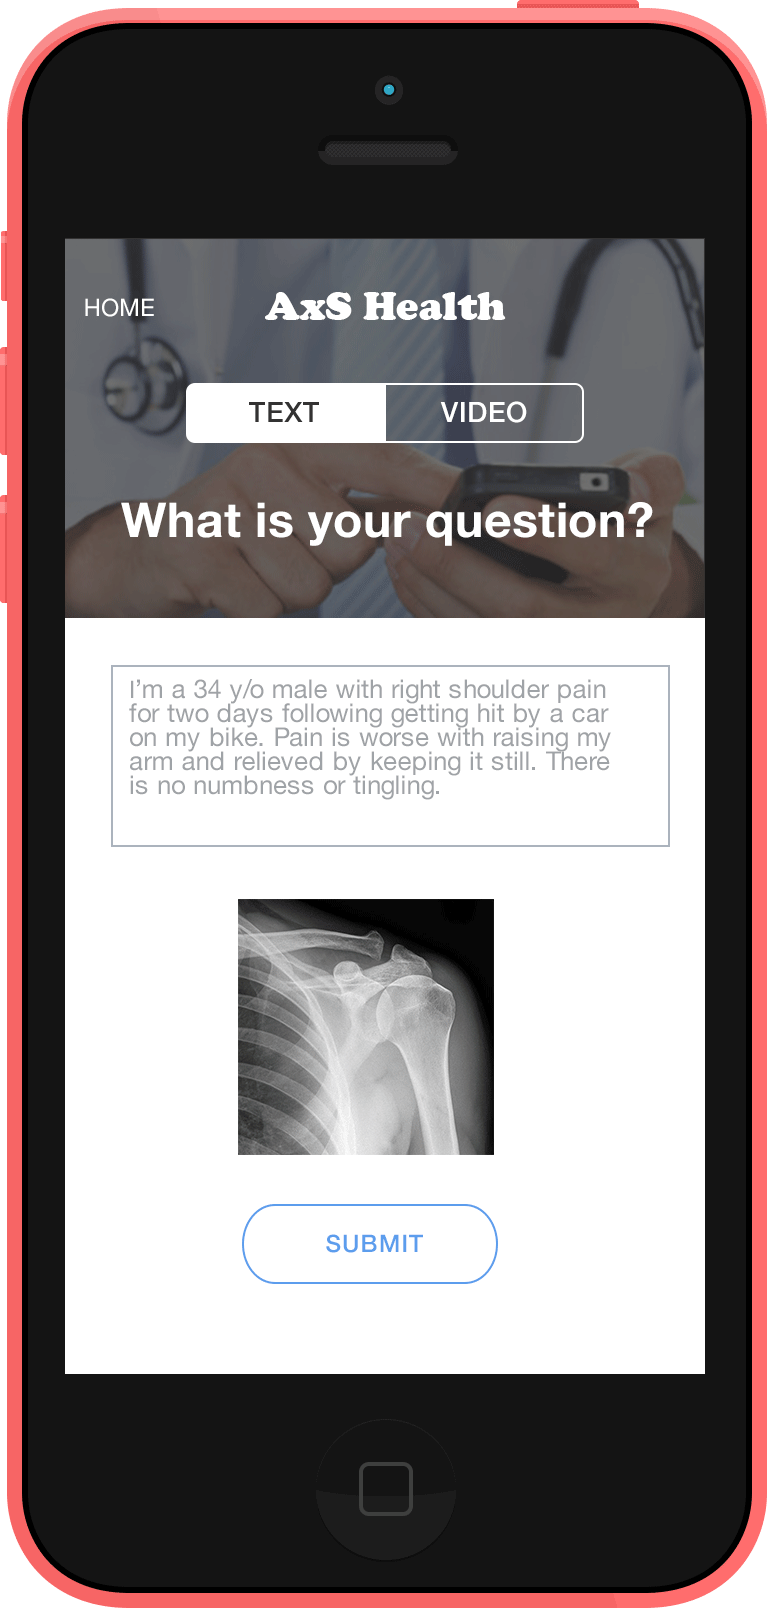 HOME
AxS Health
TEXT
VIDEO
What is your question?
I’m a 34 y/o male with right shoulder pain
for two days following getting hit by a car
on my bike. Pain is worse with raising my
arm and relieved by keeping it still. There
is no numbness or tingling.
SUBMIT